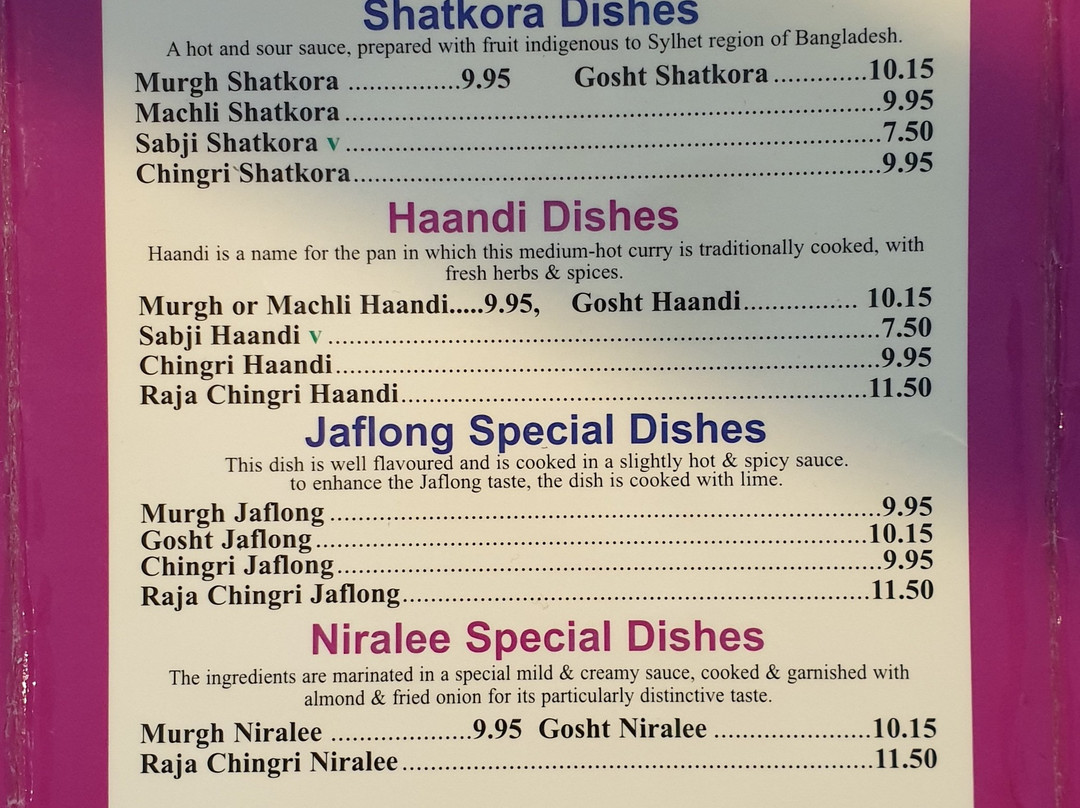 Shatkora Dishes
A hot and sour sauce, prepared with fruit indigenous to Sylhet region of Bangladesh.
Murgh Shatkora ................9.95 Gosht Shatkora .............10.15
Machli Shatkora..............................................................................9.95
Sabji Shatkora v..............................................................................7.50
Chingri Shatkora.............................................................................9.95
Haandi Dishes
Haandi is a name for the pan in which this medium-hot curry is traditionally cooked, with
fresh herbs & spices.
Murgh or Machli Haandi.....9.95, Gosht Haandi................ 10.15
Sabji Haandi v ................................................................................7.50
Chingri Haandi...............................................................................9.95
Raja Chingri Haandi....................................................................11.50
Jaflong Special Dishes
This dish is well flavoured and is cooked in a slightly hot & spicy sauce.
to enhance the Jaflong taste, the dish is cooked with lime.
Murgh Jaflong ................................................................................9.95
Gosht Jaflong................................................................................10.15
Chingri Jaflong...............................................................................9.95
Raja Chingri Jaflong....................................................................11.50
Niralee Special Dishes
The ingredients are marinated in a special mild & creamy sauce, cooked & garnished with
almond & fried onion for its particularly distinctive taste.
Murgh Niralee ....................9.95 Gosht Niralee .......................10.15
Raja Chingri Niralee.....................................................................11.50